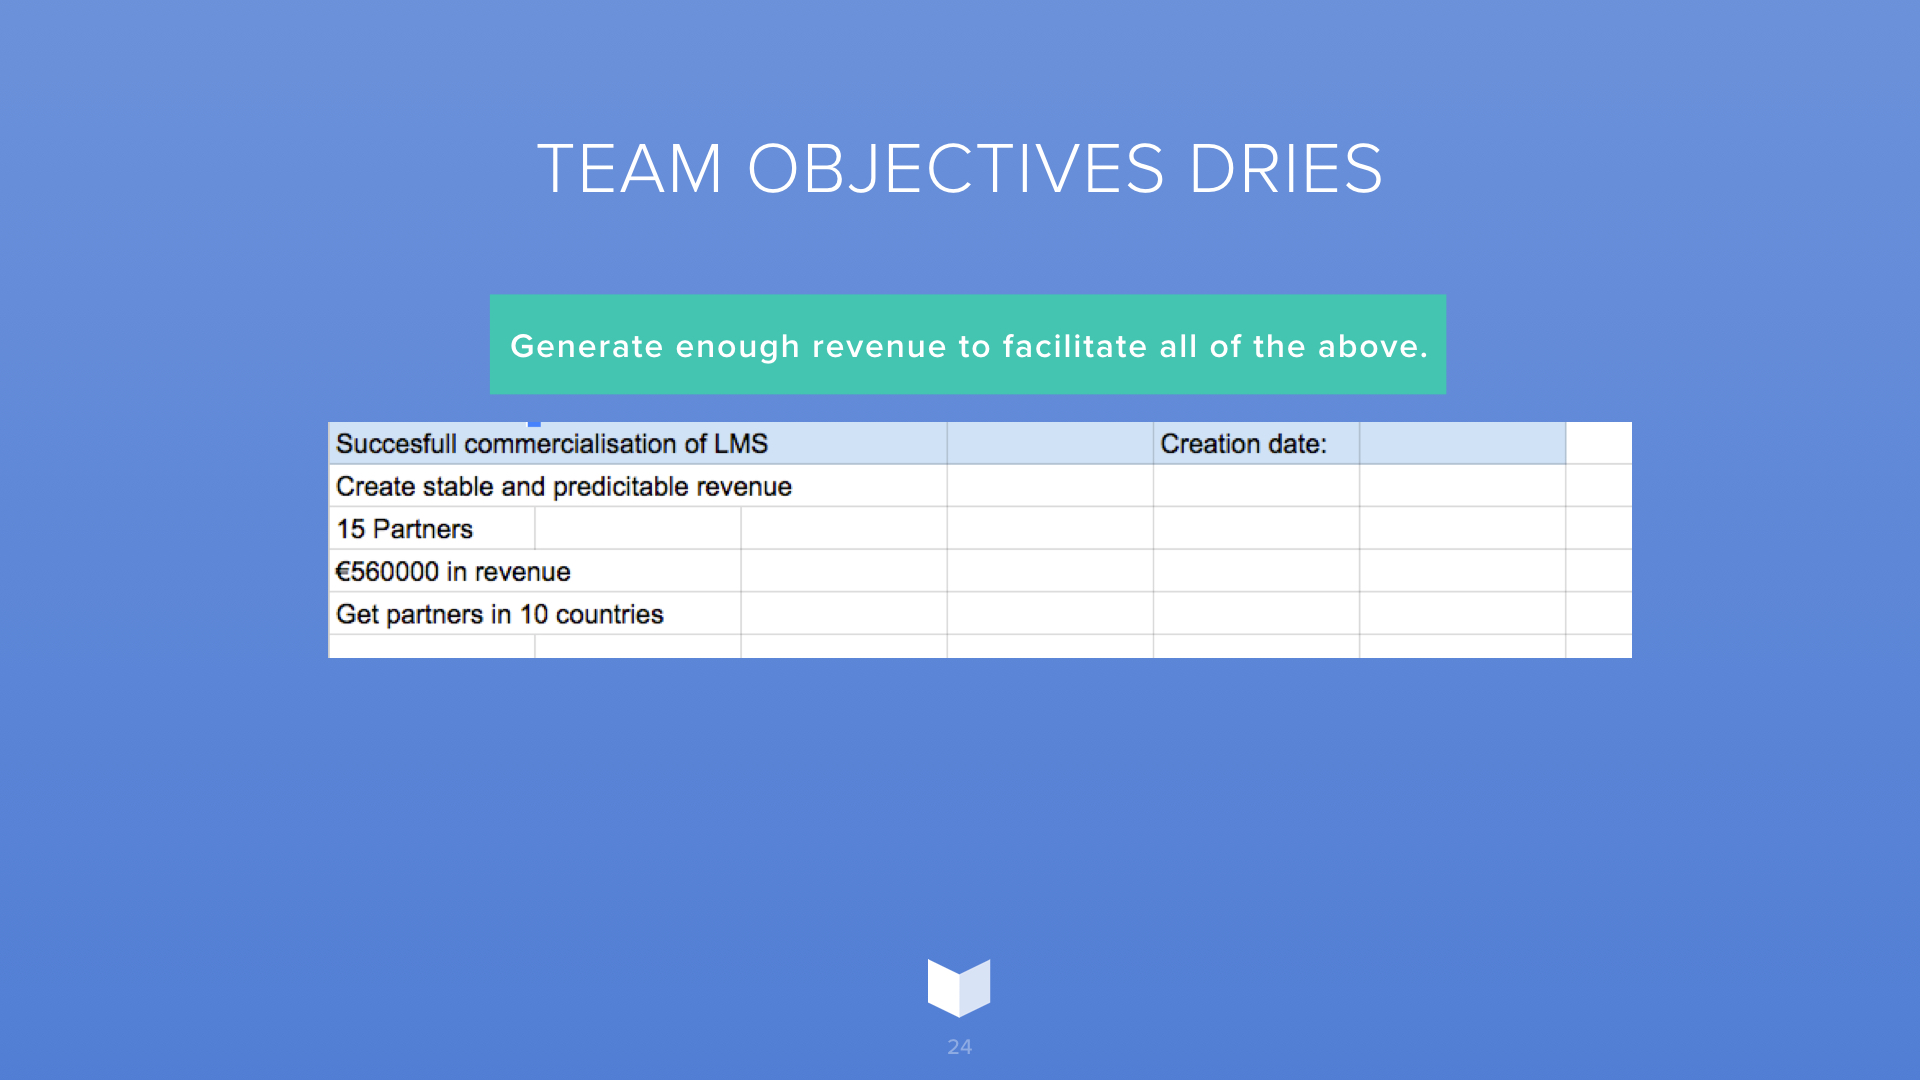 TEAM OBJECTIVES DRIES
Generate enough revenue to facilitate all of the above.
Succesfull commercialisation of LMS Creation date:
Create stable and predicitable revenue
15 Partners
€560000 in revenue
Get partners in 10 countries
24